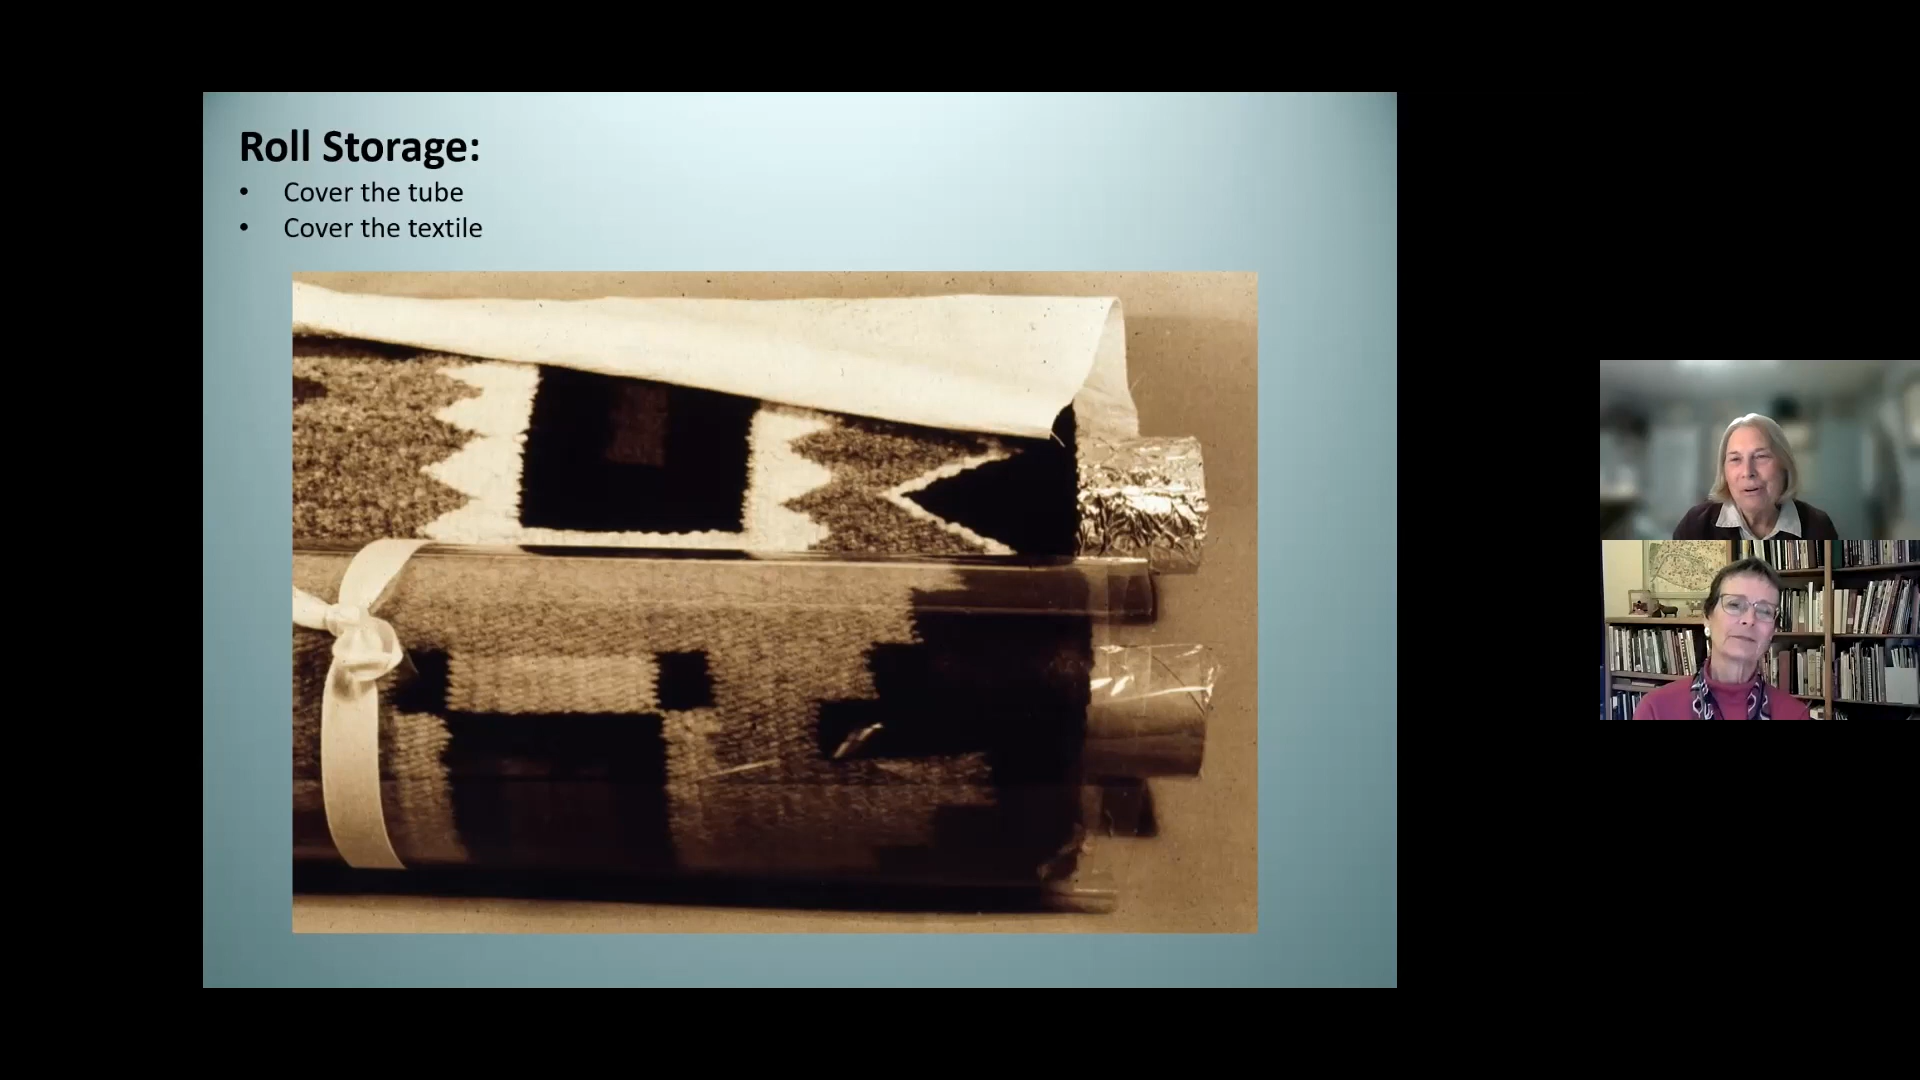 Roll Storage:
• Cover the tube
• Cover the textile